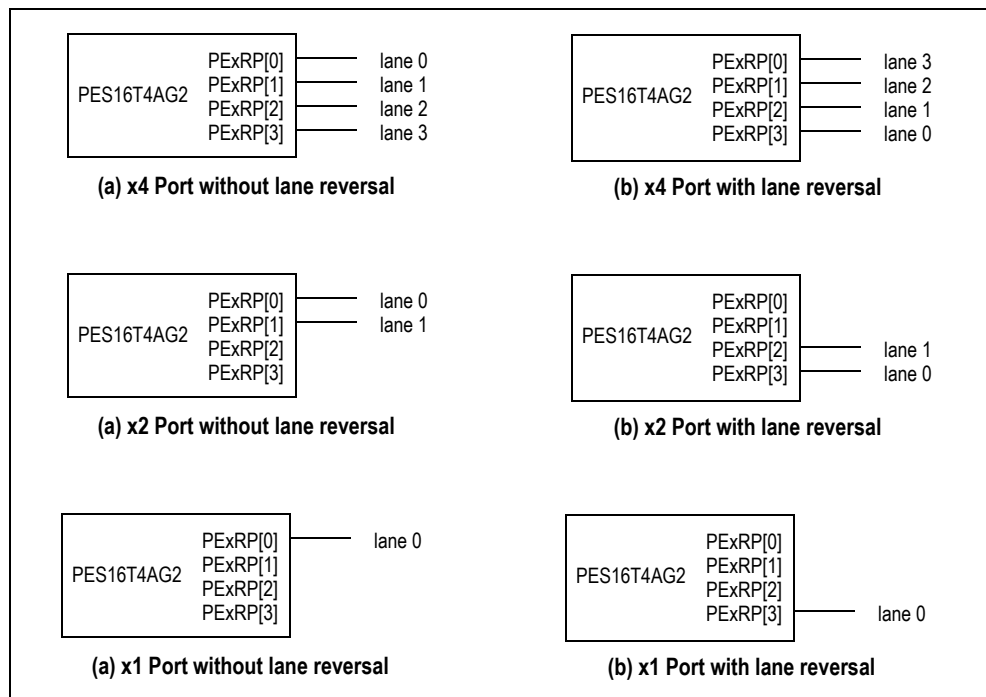 PES16T4AG2
PExRP[0] lane 0
PExRP[1] lane 1
PExRP[2] lane 2
PExRP[3] lane 3
(a) x4 Port without lane reversal
PES16T4AG2
PExRP[0] lane 3
PExRP[1] lane 2
PExRP[2] lane 1
PExRP[3] lane 0
(b) x4 Port with lane reversal
PES16T4AG2
PExRP[0] lane 0
PExRP[1] lane 1
PExRP[2]
PExRP[3]
(a) x2 Port without lane reversal
PES16T4AG2
PExRP[0]
PExRP[1]
PExRP[2] lane 1
PExRP[3] lane 0
(b) x2 Port with lane reversal
PES16T4AG2
PExRP[0] lane 0
PExRP[1]
PExRP[2]
PExRP[3]
(a) x1 Port without lane reversal
PES16T4AG2
PExRP[0]
PExRP[1]
PExRP[2]
PExRP[3] lane 0
(b) x1 Port with lane reversal